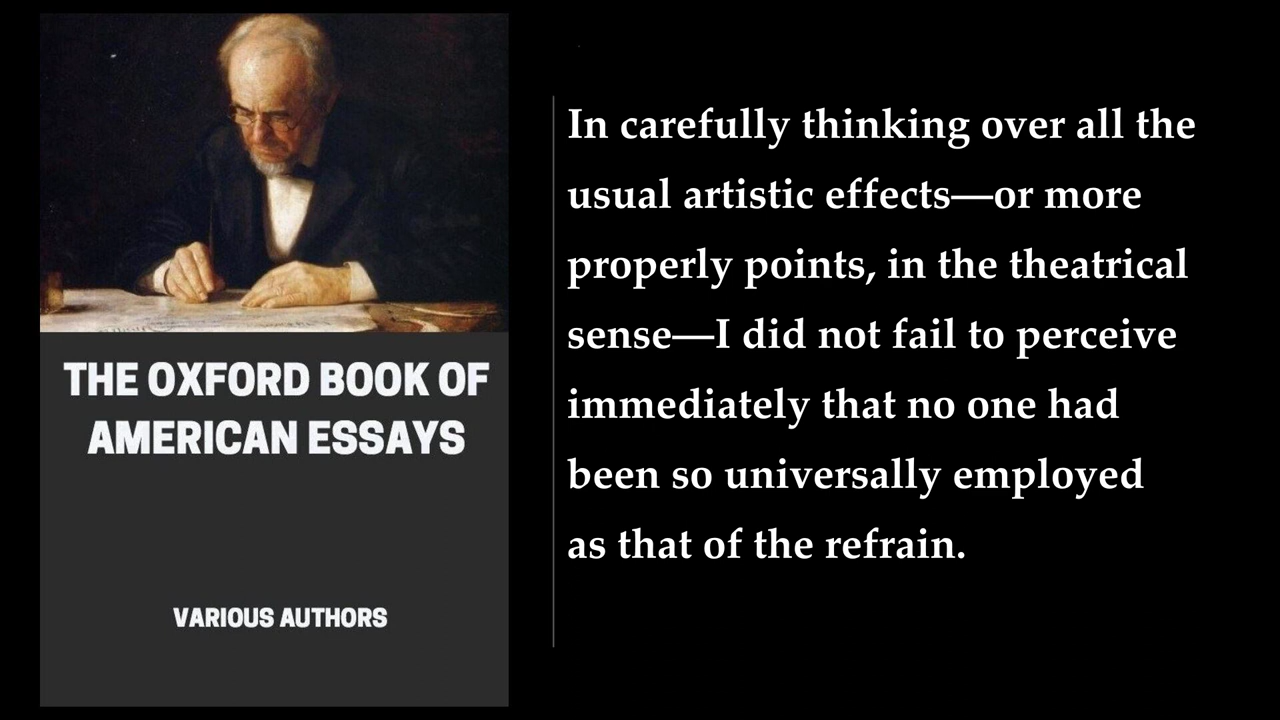 THE OXFORD BOOK OF
AMERICAN ESSAYS
VARIOUS AUTHORS
In carefully thinking over all the
usual artistic effects—or more
properly points, in the theatrical
sense—I did not fail to perceive
immediately that no one had
been so universally employed
as that of the refrain.